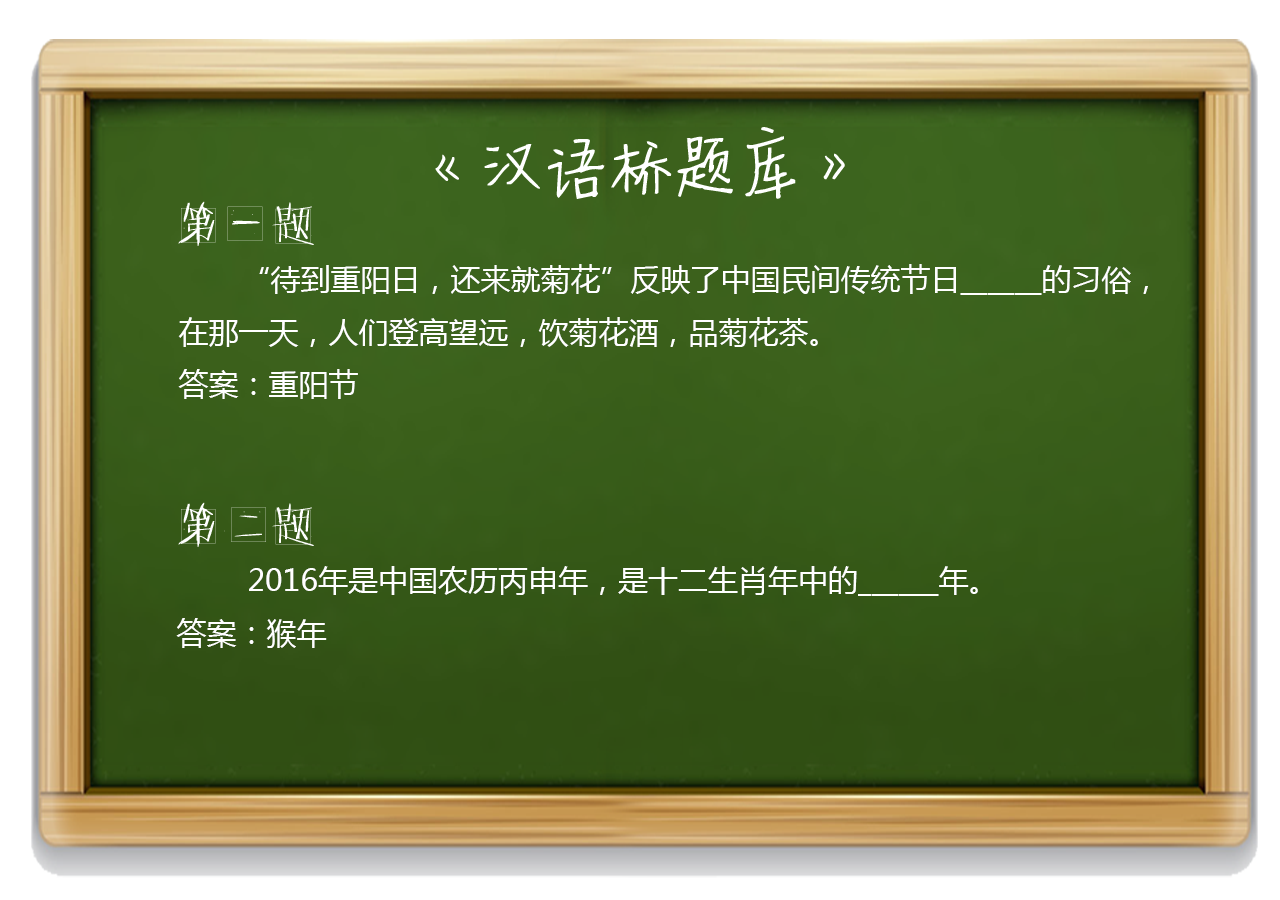 《汉语桥题库》
第一题
“待到重阳日，还来就菊花”反映了中国民间传统节日______的习俗，
在那一天，人们登高望远，饮菊花酒，品菊花茶。
答案：重阳节
第二题
2016年是中国农历丙申年，是十二生肖年中的______年。
答案：猴年